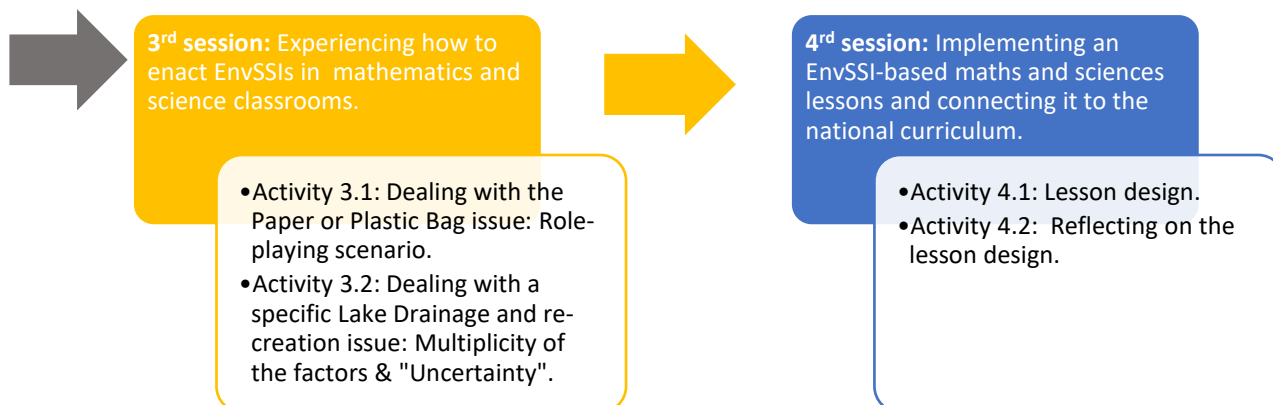 3rd session: Experiencing how to
enact EnvSSIs in mathematics and
science classrooms.
•Activity 3.1: Dealing with the
Paper or Plastic Bag issue: Role-
playing scenario.
•Activity 3.2: Dealing with a
specific Lake Drainage and re-
creation issue: Multiplicity of
the factors & "Uncertainty".
4rd session: Implementing an
EnvSSI-based maths and sciences
lessons and connecting it to the
national curriculum.
•Activity 4.1: Lesson design.
•Activity 4.2: Reflecting on the
lesson design.